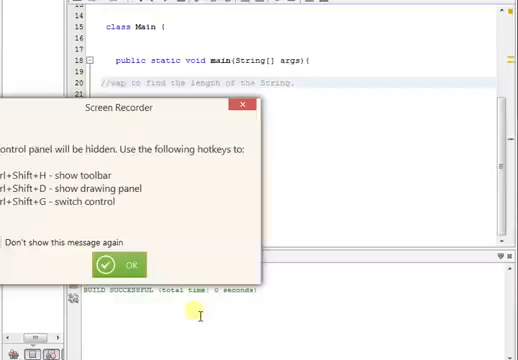 14
15
class Main {
16
17
18
public static void main(String[] args){
19
20
//wap to find the length of the String.
21
Screen Recorder
ontrol panel will be hidden. Use the following hotkeys to:
rl+Shift+H - show toolbar
rl+Shift+D - show drawing panel
rl+Shift+G - switch control
Don't show this message again
OK
BUILD SUCCESSFUL (total time: 0 seconds)